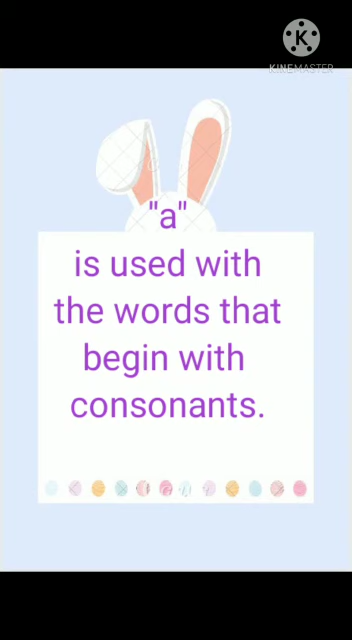 K
KINEMASTER
"a"
is used with
the words that
begin with
consonants.